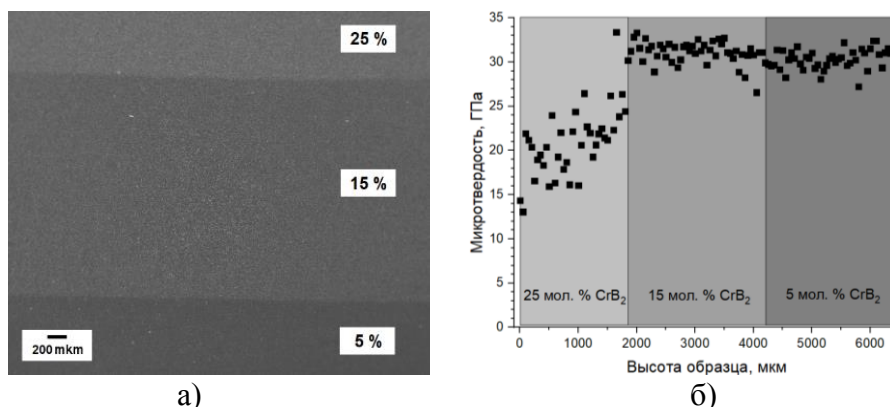 25 %
15 %
5 %
200 mkm
а)
Микротвердость, ГПа
35
30
25
20
15
10
5
0
25 мол. % CrB₂
15 мол. % CrB₂
5 мол. % CrB₂
0 1000 2000 3000 4000 5000 6000
Высота образца, мкм
б)